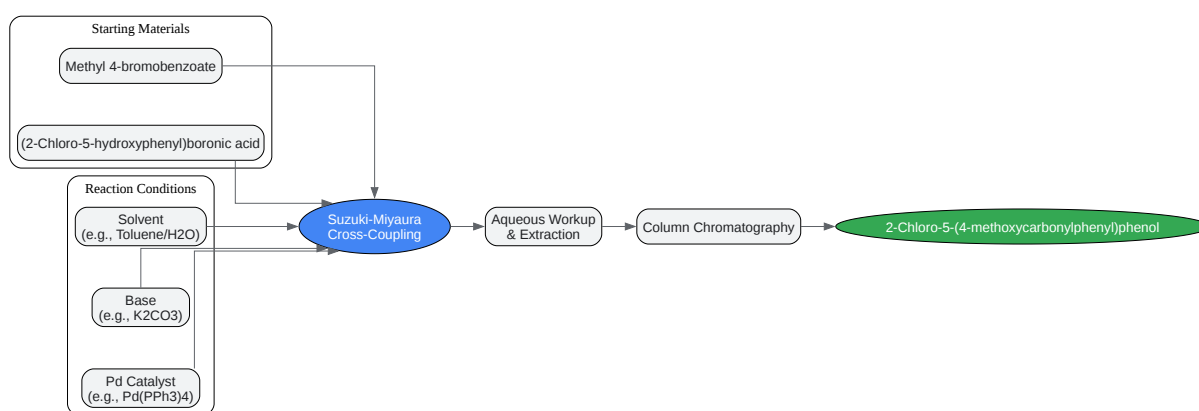 Starting Materials
Methyl 4-bromobenzoate
(2-Chloro-5-hydroxyphenyl)boronic acid
Reaction Conditions
Solvent
(e.g., Toluene/H2O)
Base
(e.g., K2CO3)
Pd Catalyst
(e.g., Pd(PPh3)4)
Suzuki-Miyaura
Cross-Coupling
Aqueous Workup
& Extraction
Column Chromatography
2-Chloro-5-(4-methoxycarbonylphenyl)phenol